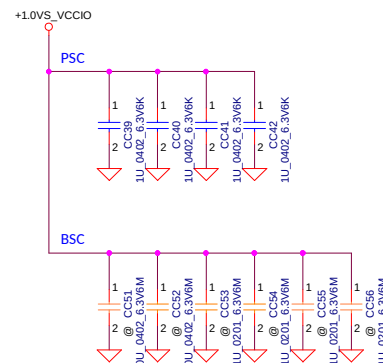 +1.0VS_VCCIO
PSC
1
2
CC39
1U_0402_6.3V6K
1
2
CC40
1U_0402_6.3V6K
1
2
CC41
1U_0402_6.3V6K
1
2
CC42
1U_0402_6.3V6K
BSC
1
2
@ CC51
1U_0402_6.3V6M
1
2
@ CC52
1U_0402_6.3V6M
1
2
@ CC53
1U_0201_6.3V6M
1
2
@ CC54
1U_0201_6.3V6M
1
2
@ CC55
1U_0201_6.3V6M
1
2
@ CC56
1U_0201_6.3V6M